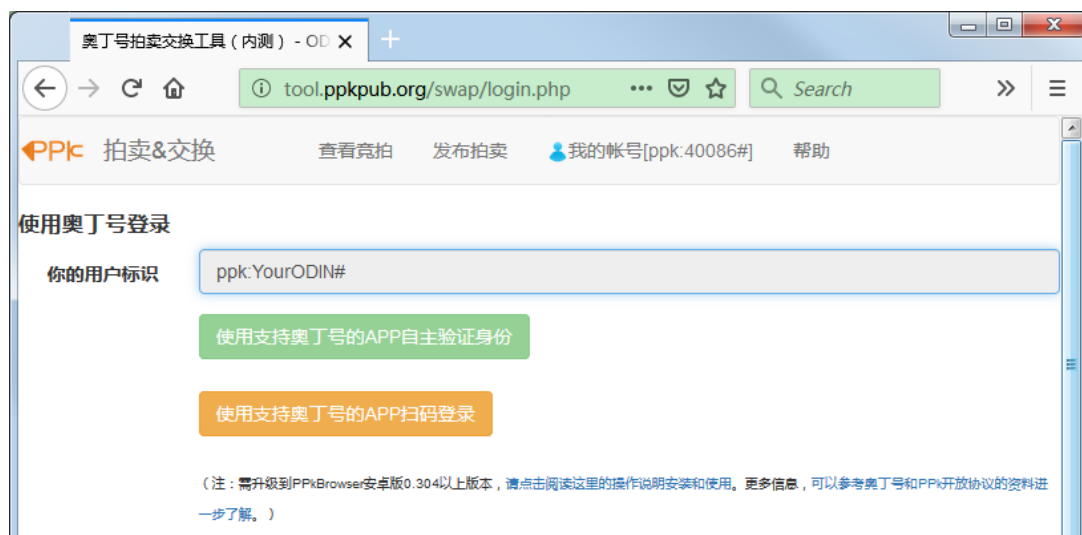 奥丁号拍卖交换工具（内测） - OD
tool.ppkpub.org/swap/login.php
Search
PPk 拍卖&交换 查看竞拍 发布拍卖 我的帐号[ppk:40086#] 帮助
使用奥丁号登录
你的用户标识 ppk:YourODIN#
使用支持奥丁号的APP自主验证身份
使用支持奥丁号的APP扫码登录
（注：需升级到PPkBrowser安卓版0.304以上版本，请点击阅读这里的操作说明安装和使用。更多信息，可以参考奥丁号和PPk开放协议的资料进
一步了解。）